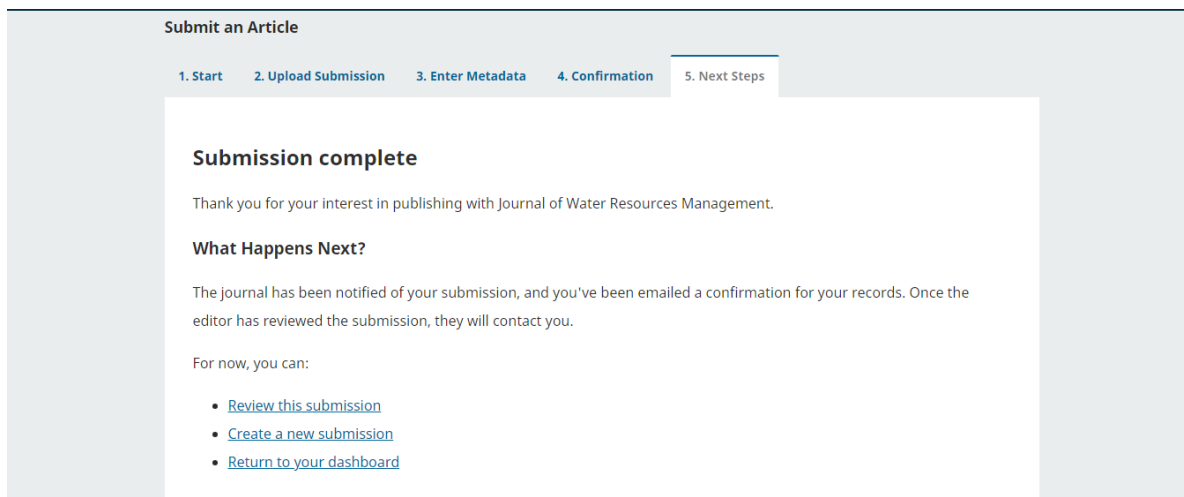 Submit an Article
1. Start 2. Upload Submission 3. Enter Metadata 4. Confirmation 5. Next Steps
Submission complete
Thank you for your interest in publishing with Journal of Water Resources Management.
What Happens Next?
The journal has been notified of your submission, and you've been emailed a confirmation for your records. Once the
editor has reviewed the submission, they will contact you.
For now, you can:
• Review this submission
• Create a new submission
• Return to your dashboard